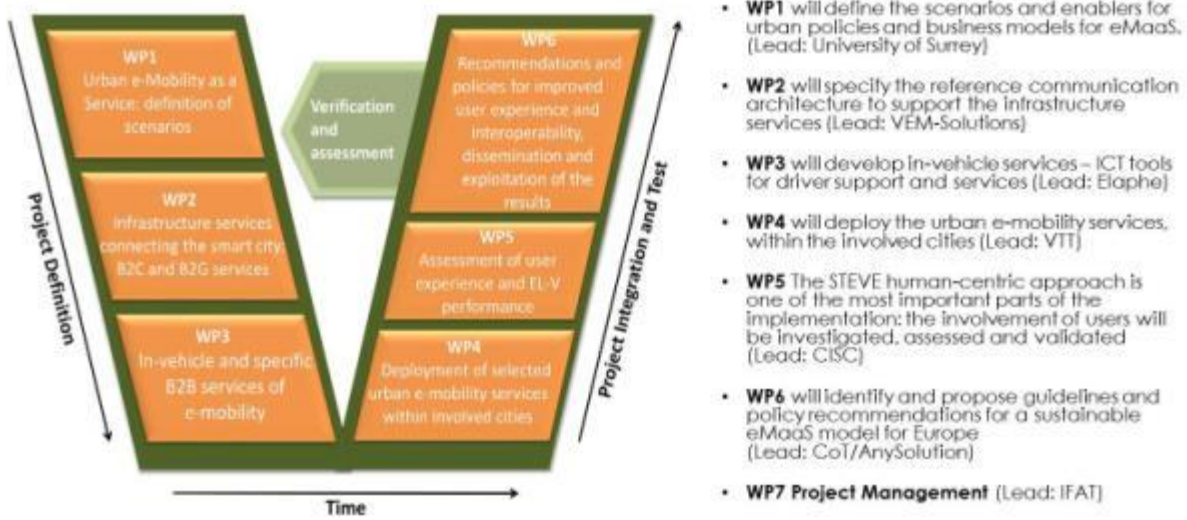 WP1
Urban e-Mobility as a
Service: definition of
scenarios
WP2
Infrastructure services
connecting the smart city:
B2C and B2G services
WP3
In-vehicle and specific
B2B services of
e-mobility
Project Definition
Verification
and
assessment
WP6
Recommendations and
policies for improved
user experience and
interoperability,
dissemination and
exploitation of the
results
WP5
Assessment of user
experience and EL-V
performance
WP4
Deployment of selected
urban e-mobility services
within involved cities
Project Integration and Test
Time
• WP1 will define the scenarios and enablers for
urban policies and business models for eMaaS.
(Lead: University of Surrey)
• WP2 will specify the reference communication
architecture to support the infrastructure
services (Lead: VEM-Solutions)
• WP3 will develop in-vehicle services – ICT tools
for driver support and services (Lead: Elaphe)
• WP4 will deploy the urban e-mobility services,
within the involved cities (Lead: VTT)
• WP5 The STEVE human-centric approach is
one of the most important parts of the
implementation: the involvement of users will
be investigated, assessed and validated
(Lead: CISC)
• WP6 will identify and propose guidelines and
policy recommendations for a sustainable
eMaaS model for Europe
(Lead: CoT/AnySolution)
• WP7 Project Management (Lead: IFAT)